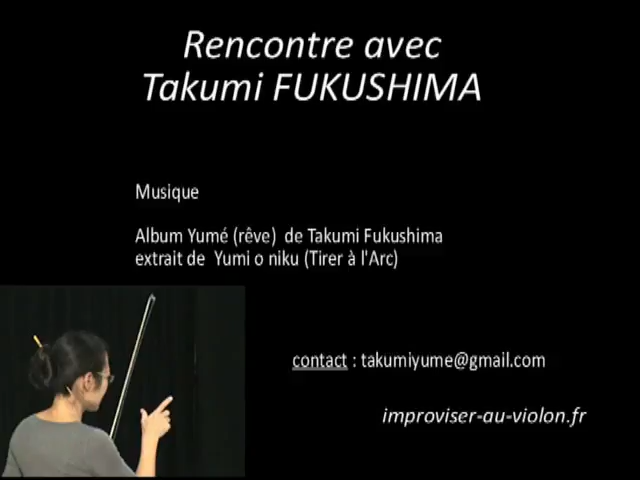 Rencontre avec
Takumi FUKUSHIMA
Musique
Album Yumé (rêve) de Takumi Fukushima
extrait de Yumi o niku (Tirer à l'Arc)
contact : takumiyume@gmail.com
improviser-au-violon.fr